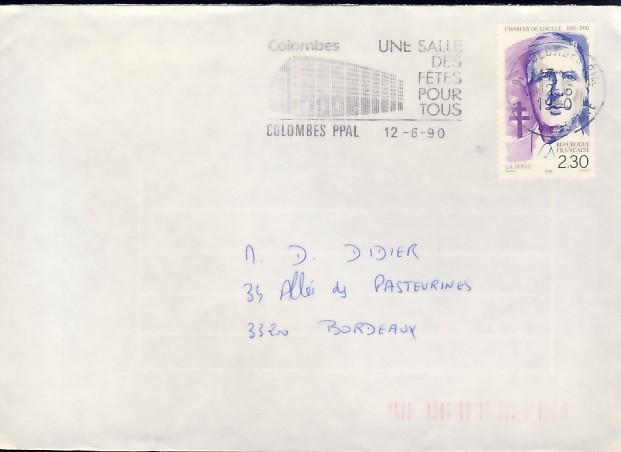 Colombes
UNE SALLE
DES
FÊTES
POUR
TOUS
COLOMBES PPAL 12-6-90
CHARLES DE GAULLE 1890-1970
RÉPUBLIQUE
FRANÇAISE
LA POSTE 2.30
M. D. DIDIER
34 Allée des PASTEURINES
3320 BORDEAUX